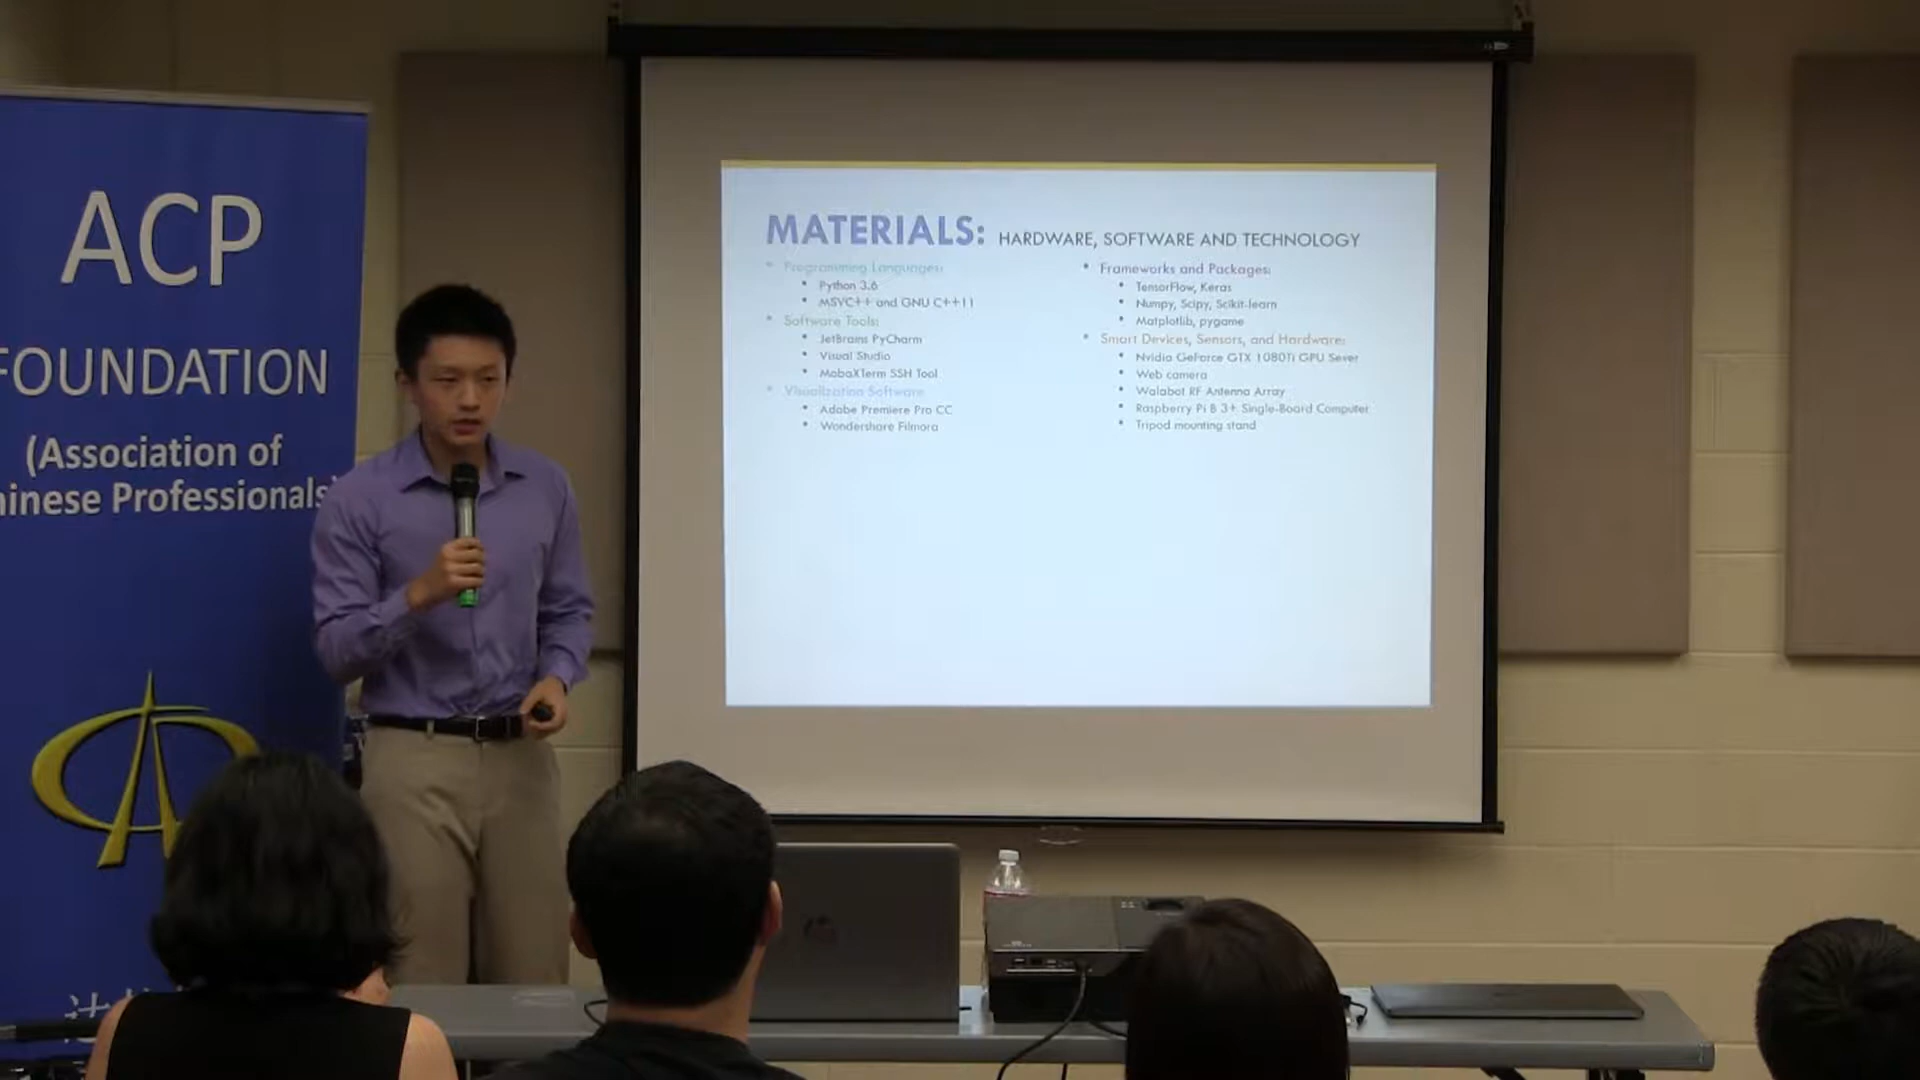 ACP
FOUNDATION
(Association of
hinese Professionals)
MATERIALS: HARDWARE, SOFTWARE AND TECHNOLOGY
Programming Languages:
Python 3.6
MSVC++ and GNU C++11
Software Tools:
JetBrains PyCharm
Visual Studio
MobaXTerm SSH Tool
Visualization Software
Adobe Premiere Pro CC
Wondershare Filmora
Frameworks and Packages:
TensorFlow, Keras
Numpy, Scipy, Scikit-learn
Matplotlib, pygame
Smart Devices, Sensors, and Hardware:
Nvidia GeForce GTX 1080Ti GPU Sever
Web camera
Walabot RF Antenna Array
Raspberry Pi B 3+ Single-Board Computer
Tripod mounting stand